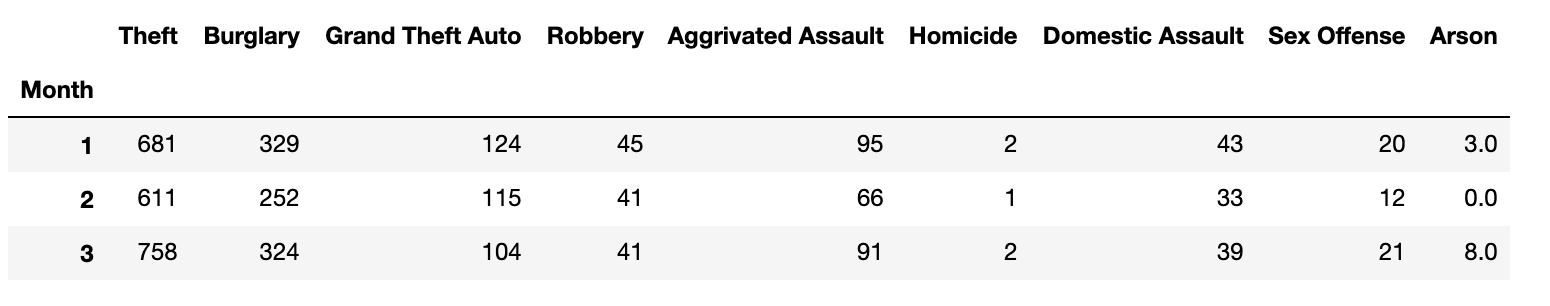 Theft Burglary Grand Theft Auto Robbery Aggrivated Assault Homicide Domestic Assault Sex Offense Arson
Month
1 681 329 124 45 95 2 43 20 3.0
2 611 252 115 41 66 1 33 12 0.0
3 758 324 104 41 91 2 39 21 8.0